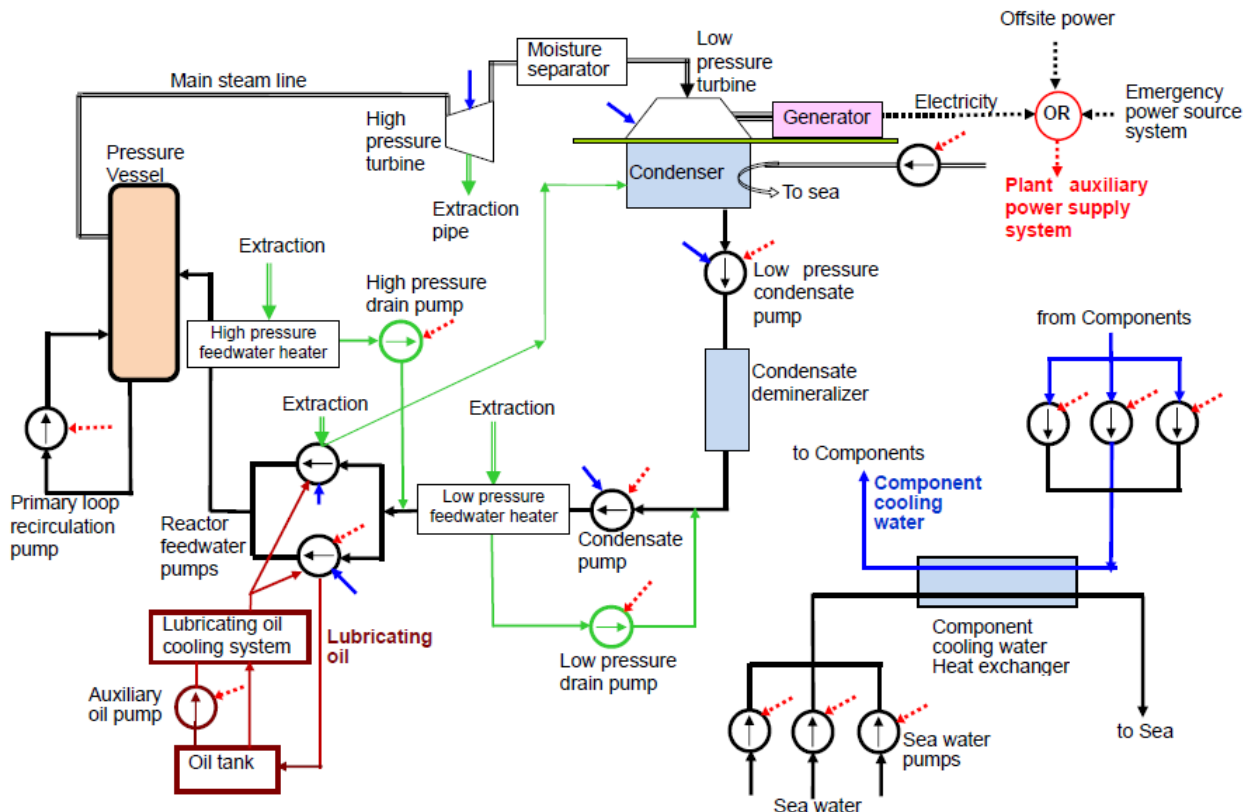 Offsite power
Moisture
separator
Low
pressure
turbine
Main steam line
Electricity
OR
Emergency
power source
system
Generator
High
pressure
turbine
Pressure
Vessel
Condenser
To sea
Plant auxiliary
power supply
system
Extraction
pipe
Extraction
High pressure
drain pump
Low pressure
condensate
pump
High pressure
feedwater heater
from Components
Condensate
demineralizer
Extraction
Extraction
to Components
Component
cooling
water
Primary loop
recirculation
pump
Reactor
feedwater
pumps
Low pressure
feedwater heater
Condensate
pump
Lubricating oil
cooling system
Lubricating
oil
Component
cooling water
Heat exchanger
Low pressure
drain pump
Auxiliary
oil pump
Oil tank
Sea water
pumps
to Sea
Sea water